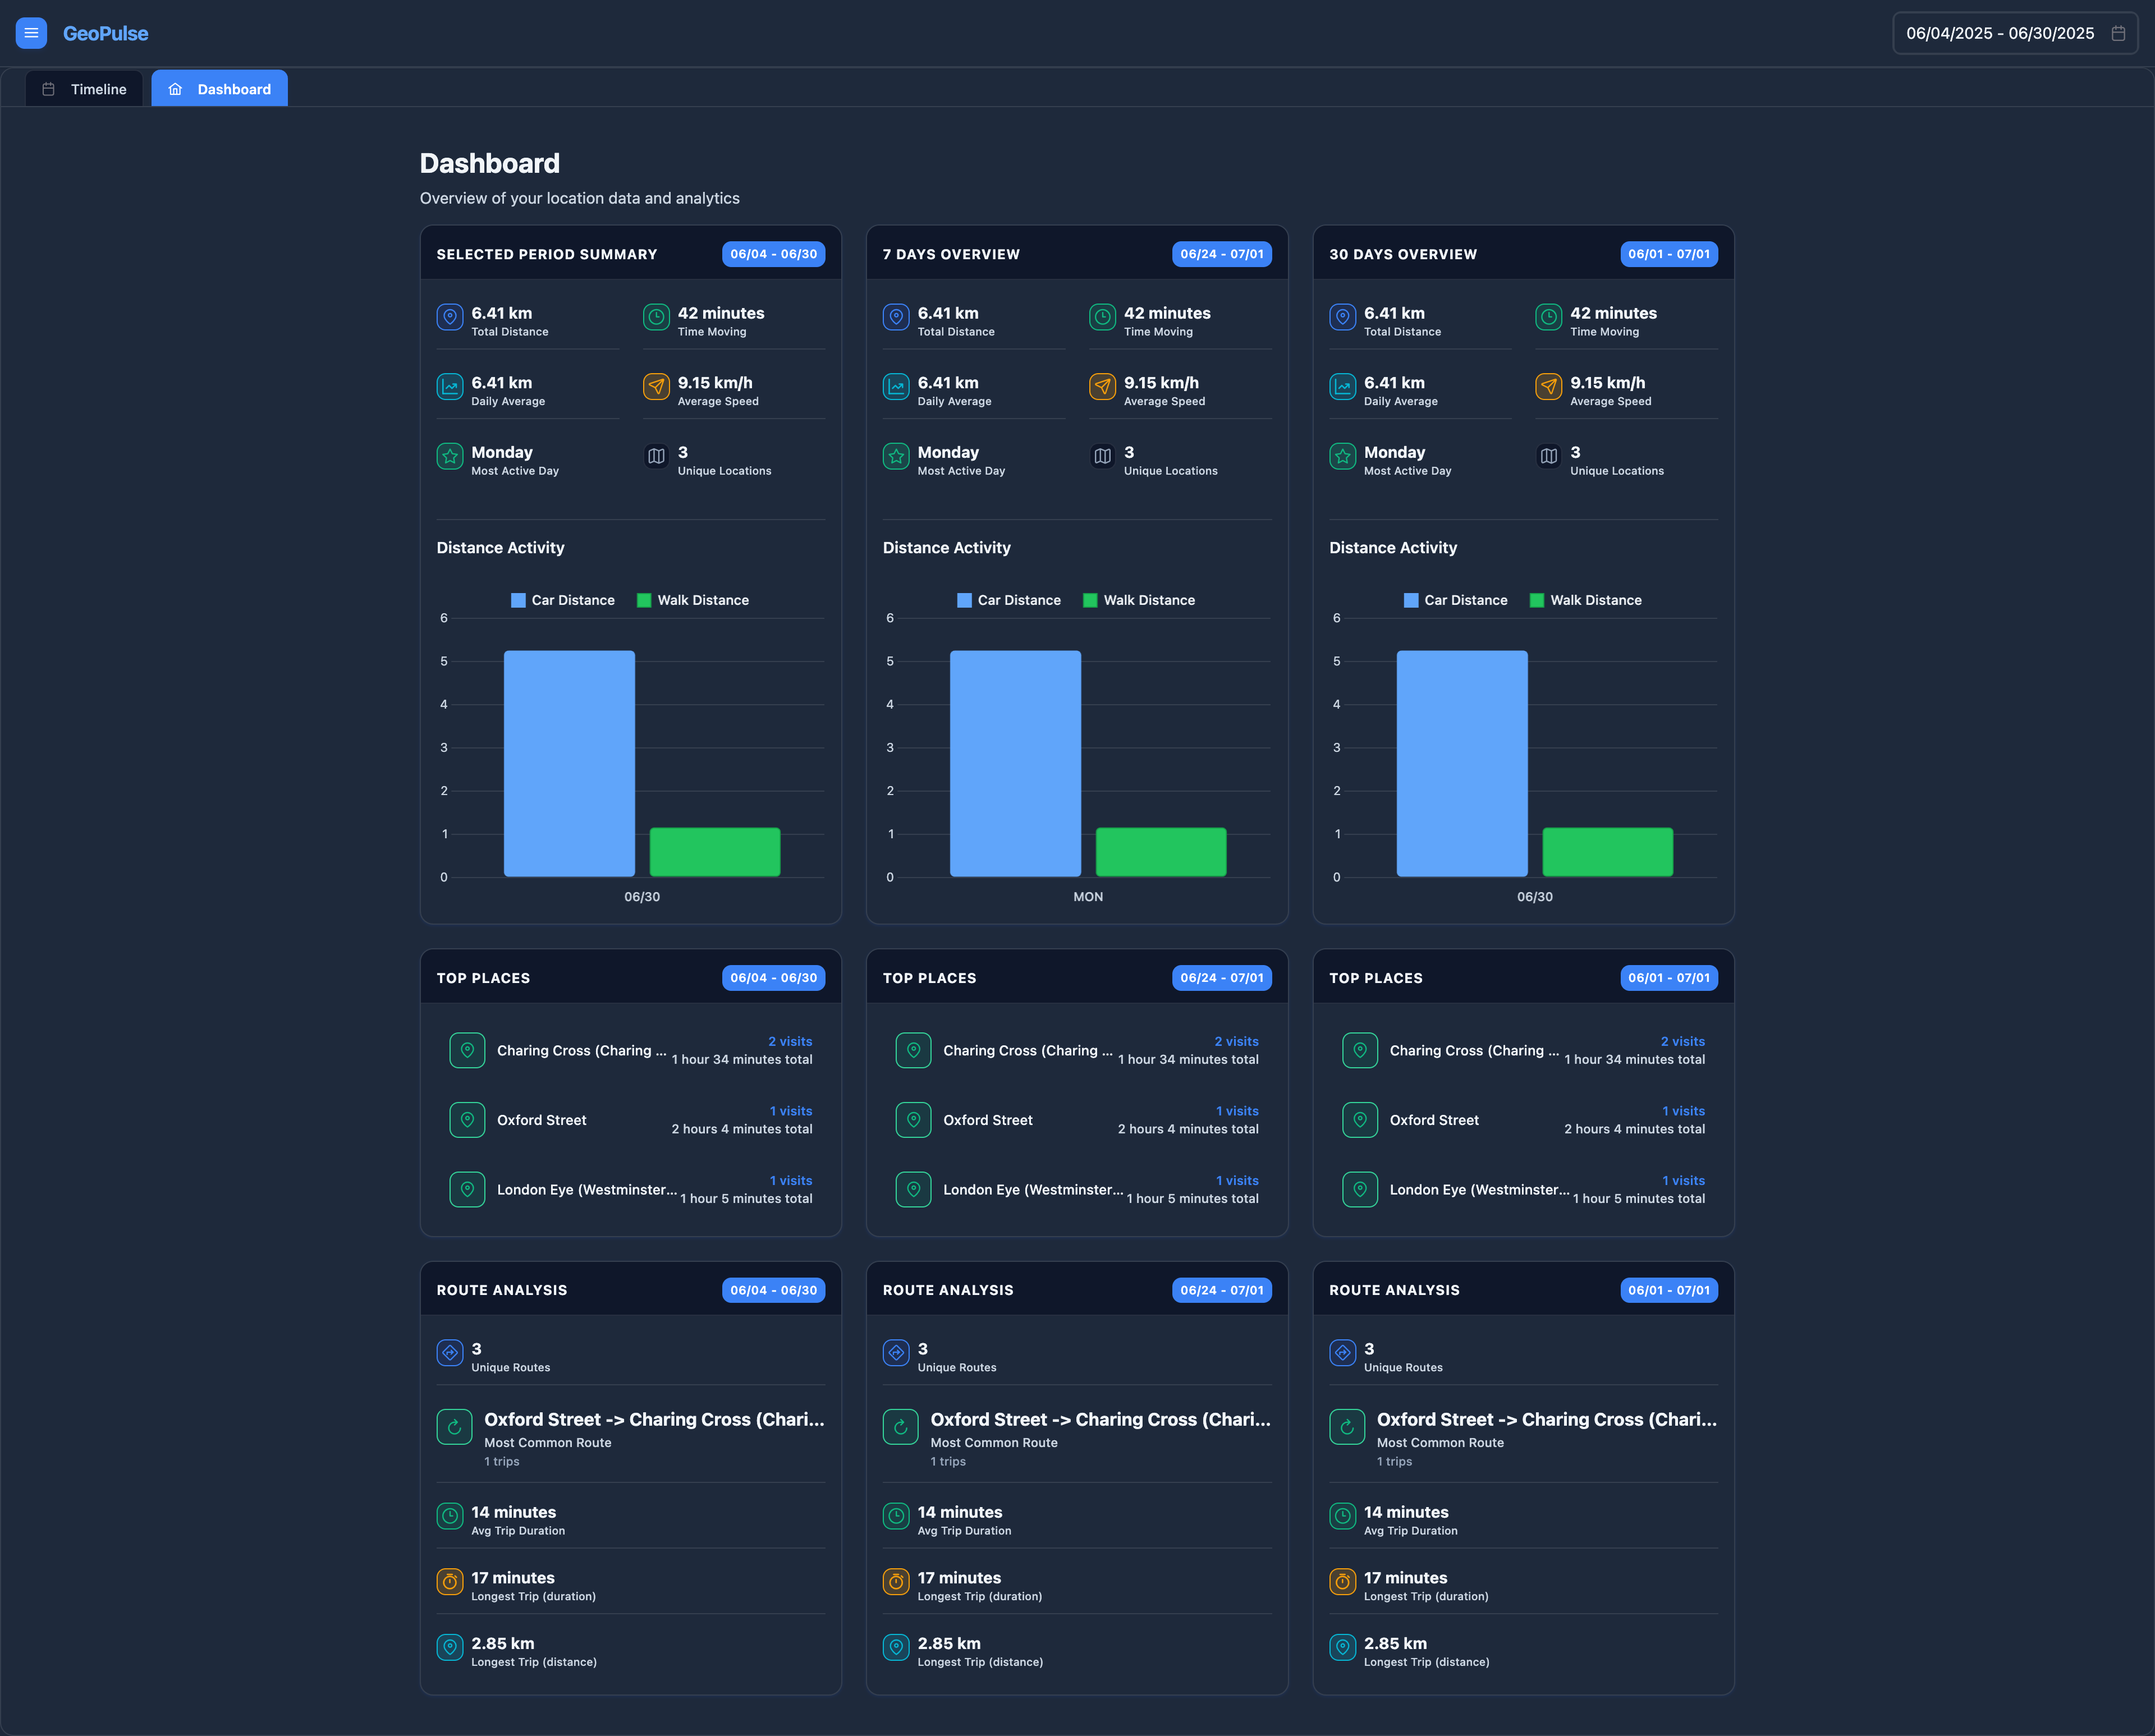 GeoPulse
06/04/2025 - 06/30/2025
Timeline
Dashboard
Dashboard
Overview of your location data and analytics
SELECTED PERIOD SUMMARY
06/04 - 06/30
6.41 km
Total Distance
42 minutes
Time Moving
6.41 km
Daily Average
9.15 km/h
Average Speed
Monday
Most Active Day
3
Unique Locations
Distance Activity
Car Distance
Walk Distance
6
5
4
3
2
1
0
06/30
7 DAYS OVERVIEW
06/24 - 07/01
6.41 km
Total Distance
42 minutes
Time Moving
6.41 km
Daily Average
9.15 km/h
Average Speed
Monday
Most Active Day
3
Unique Locations
Distance Activity
Car Distance
Walk Distance
6
5
4
3
2
1
0
MON
30 DAYS OVERVIEW
06/01 - 07/01
6.41 km
Total Distance
42 minutes
Time Moving
6.41 km
Daily Average
9.15 km/h
Average Speed
Monday
Most Active Day
3
Unique Locations
Distance Activity
Car Distance
Walk Distance
6
5
4
3
2
1
0
06/30
TOP PLACES
06/04 - 06/30
Charing Cross (Charing ...
2 visits
1 hour 34 minutes total
Oxford Street
1 visits
2 hours 4 minutes total
London Eye (Westminster...
1 visits
1 hour 5 minutes total
TOP PLACES
06/24 - 07/01
Charing Cross (Charing ...
2 visits
1 hour 34 minutes total
Oxford Street
1 visits
2 hours 4 minutes total
London Eye (Westminster...
1 visits
1 hour 5 minutes total
TOP PLACES
06/01 - 07/01
Charing Cross (Charing ...
2 visits
1 hour 34 minutes total
Oxford Street
1 visits
2 hours 4 minutes total
London Eye (Westminster...
1 visits
1 hour 5 minutes total
ROUTE ANALYSIS
06/04 - 06/30
3
Unique Routes
Oxford Street -> Charing Cross (Chari...
Most Common Route
1 trips
14 minutes
Avg Trip Duration
17 minutes
Longest Trip (duration)
2.85 km
Longest Trip (distance)
ROUTE ANALYSIS
06/24 - 07/01
3
Unique Routes
Oxford Street -> Charing Cross (Chari...
Most Common Route
1 trips
14 minutes
Avg Trip Duration
17 minutes
Longest Trip (duration)
2.85 km
Longest Trip (distance)
ROUTE ANALYSIS
06/01 - 07/01
3
Unique Routes
Oxford Street -> Charing Cross (Chari...
Most Common Route
1 trips
14 minutes
Avg Trip Duration
17 minutes
Longest Trip (duration)
2.85 km
Longest Trip (distance)